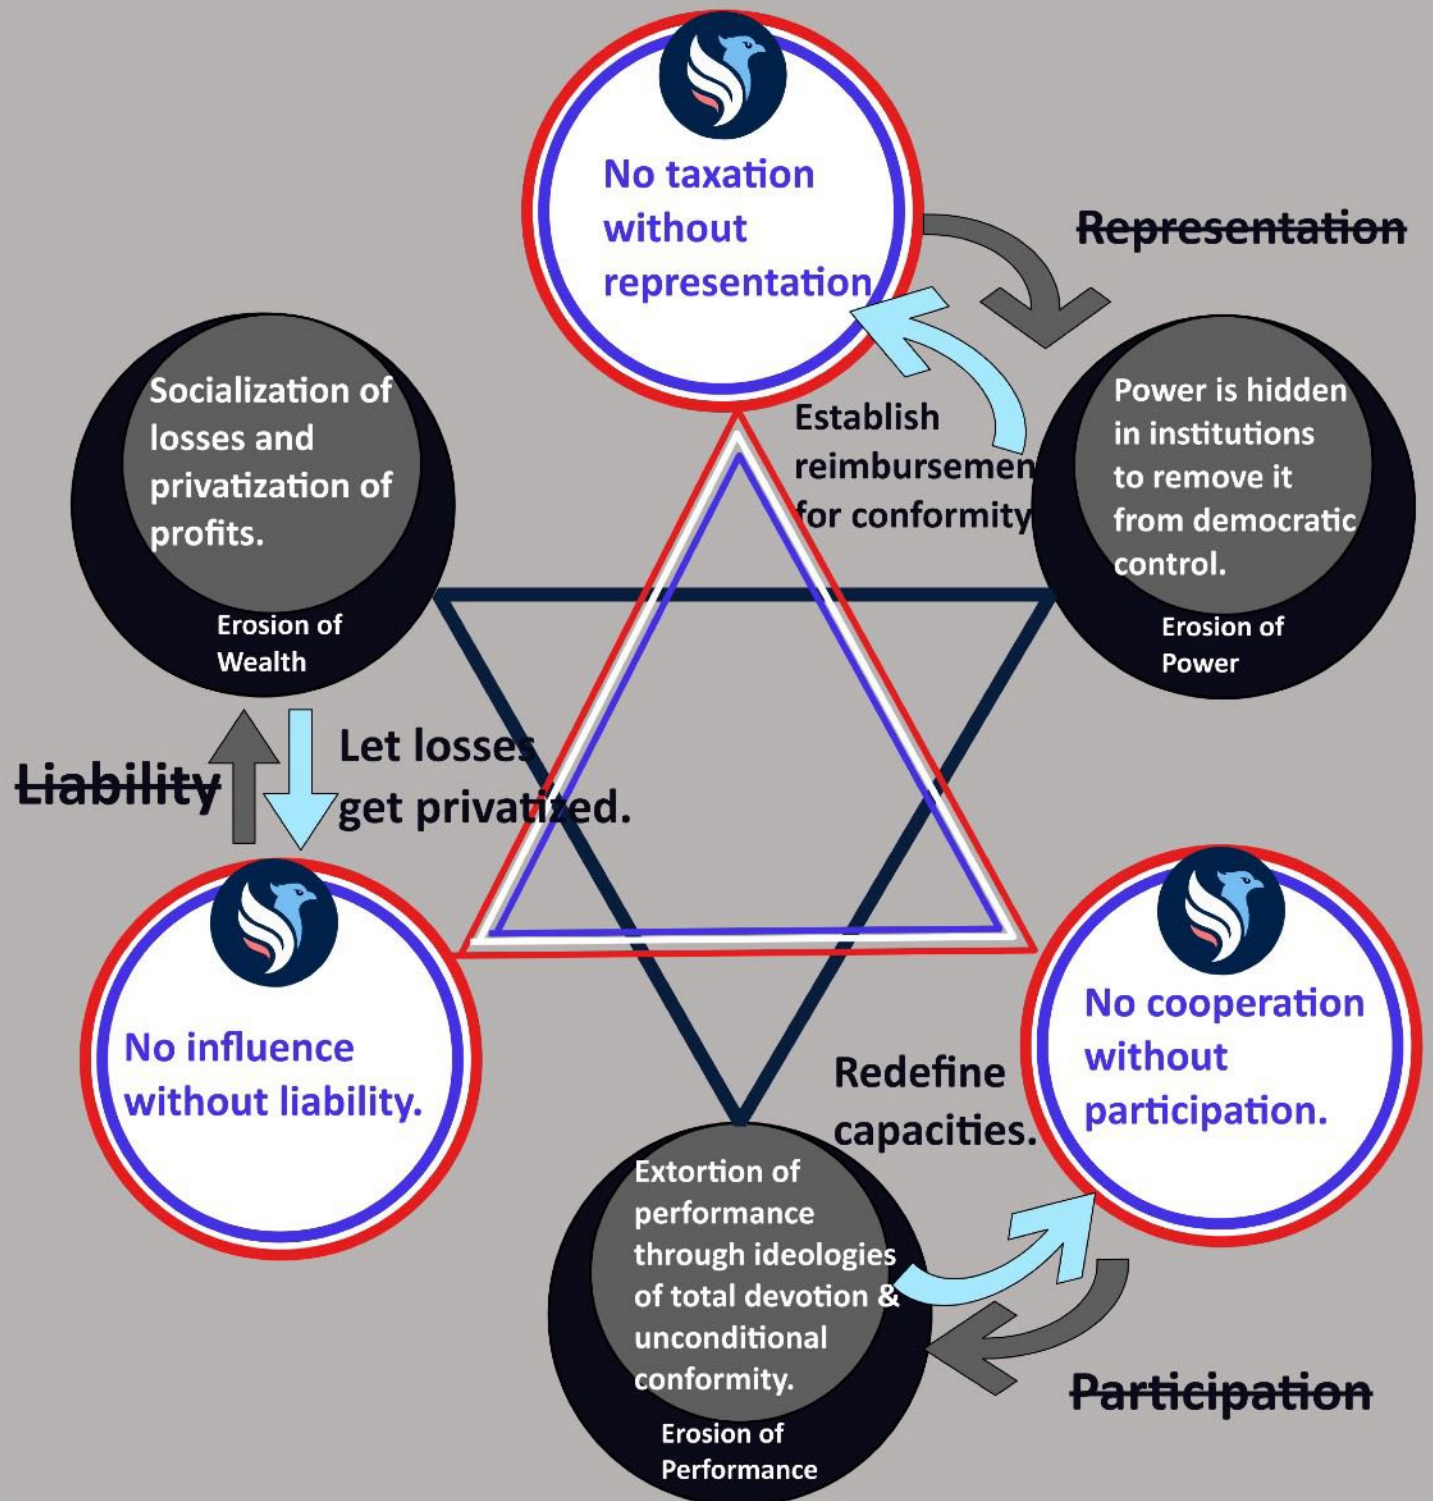 No taxation
without
representation
Representation
Establish
reimbursemen
for conformity
Power is hidden
in institutions
to remove it
from democratic
control.
Erosion of
Power
Socialization of
losses and
privatization of
profits.
Erosion of
Wealth
Liability
Let losses
get privatized.
No influence
without liability.
No cooperation
without
participation.
Redefine
capacities.
Extortion of
performance
through ideologies
of total devotion &
unconditional
conformity.
Erosion of
Performance
Participation